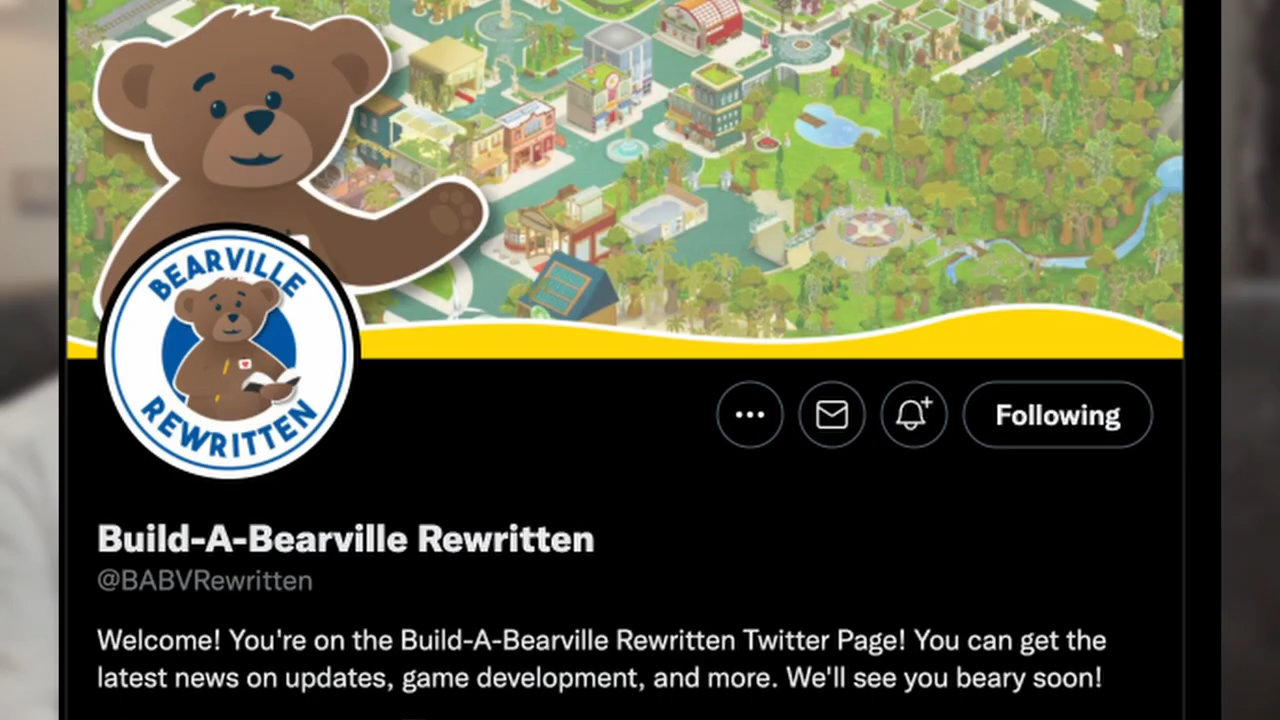 BEARVILLE
REWRITTEN
Following
Build-A-Bearville Rewritten
@BABVRewritten
Welcome! You're on the Build-A-Bearville Rewritten Twitter Page! You can get the
latest news on updates, game development, and more. We'll see you beary soon!